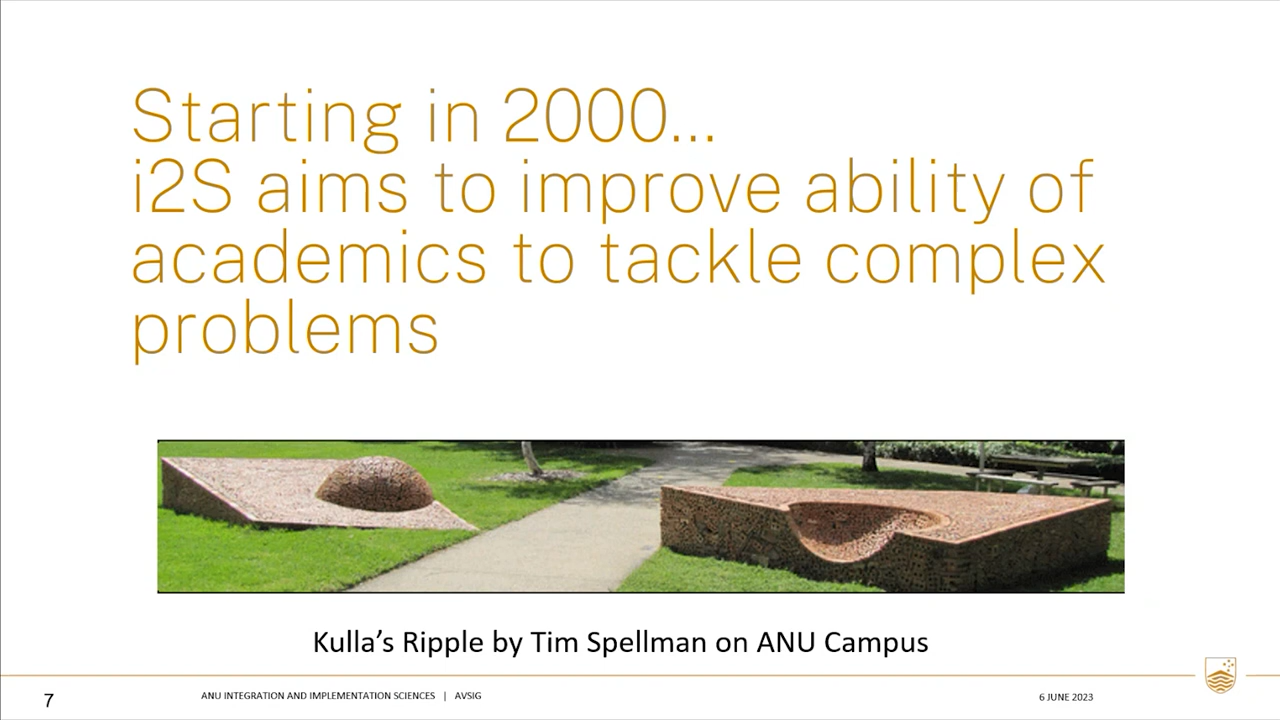 Starting in 2000...
i2S aims to improve ability of
academics to tackle complex
problems
Kulla's Ripple by Tim Spellman on ANU Campus
7
ANU INTEGRATION AND IMPLEMENTATION SCIENCES | AVSIG
6 JUNE 2023